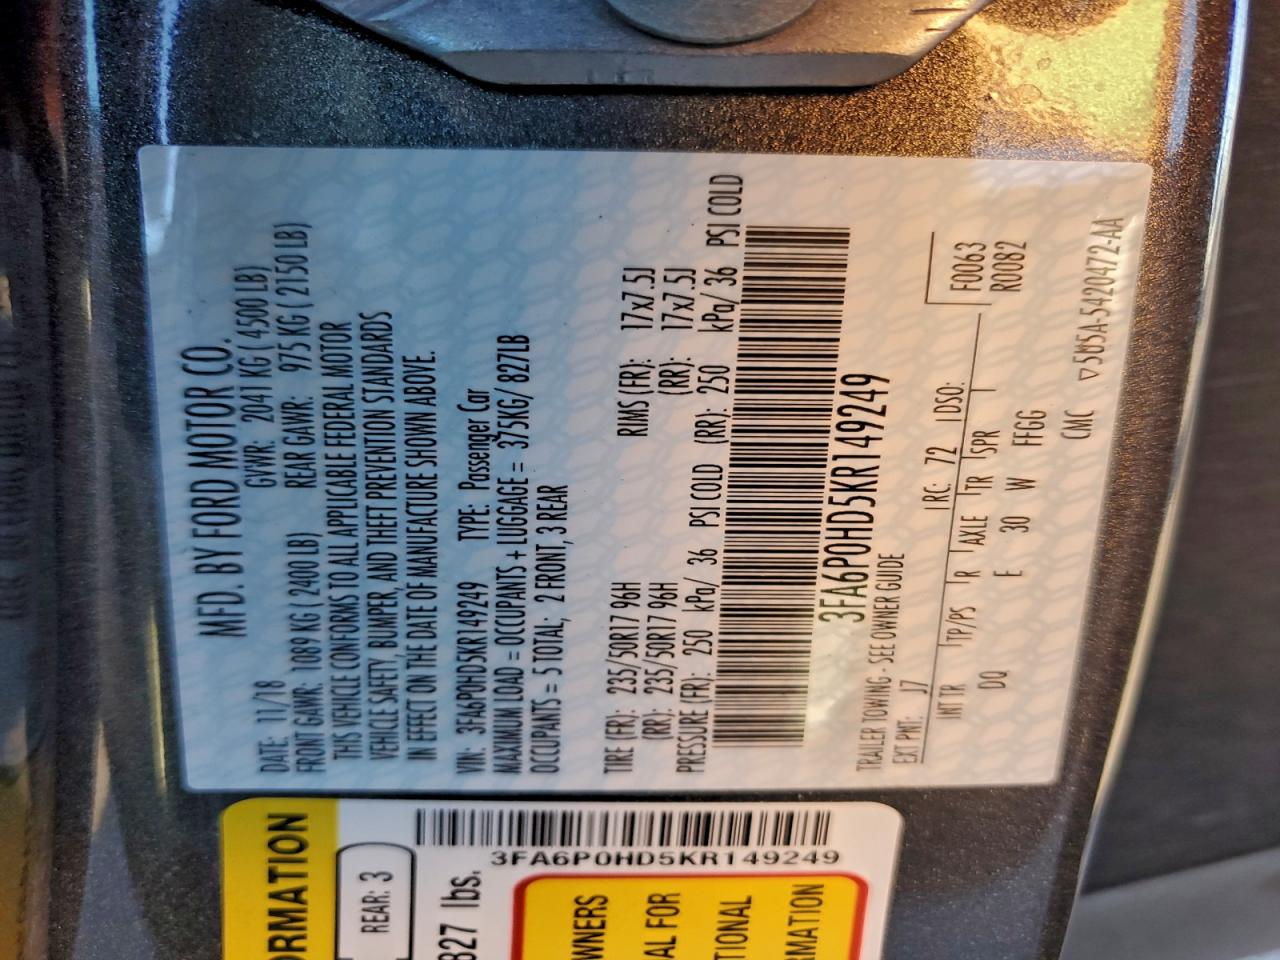 MFD. BY FORD MOTOR CO.
DATE: 11/18 GVWR: 2041 KG ( 4500 LB)
FRONT GAWR: 1089 KG ( 2400 LB) REAR GAWR: 975 KG ( 2150 LB)
THIS VEHICLE CONFORMS TO ALL APPLICABLE FEDERAL MOTOR
VEHICLE SAFETY, BUMPER, AND THEFT PREVENTION STANDARDS
IN EFFECT ON THE DATE OF MANUFACTURE SHOWN ABOVE.
VIN: 3FA6P0HD5KR149249 TYPE: Passenger Car
MAXIMUM LOAD = OCCUPANTS + LUGGAGE = 375KG/ 827LB
OCCUPANTS = 5 TOTAL; 2 FRONT, 3 REAR
TIRE (FR): 235/50R17 96H RIMS (FR): 17x7.5J
(RR): 235/50R17 96H (RR): 17x7.5J
PRESSURE (FR): 250 kPa/ 36 PSI COLD (RR): 250 kPa/ 36 PSI COLD
3FA6P0HD5KR149249
TRAILER TOWING - SEE OWNER GUIDE
EXT PNT: J7 RC: 72 DSO: F0063
INT TR TP/PS R AXLE TR SPR R0082
DQ E 30 W FFGG
CMC ▽5U5A-5420472-AA
ORMATION
REAR: 3
827 lbs.
3FA6P0HD5KR149249
WNERS
AL FOR
TIONAL
RMATION